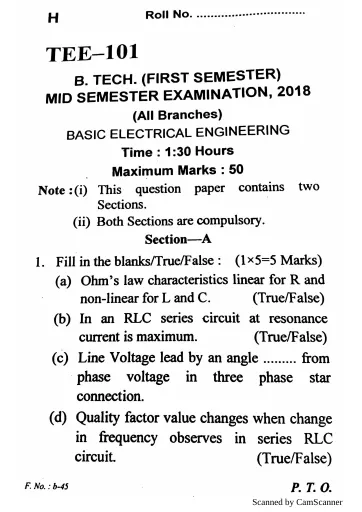 H Roll No. ................................
TEE–101
B. TECH. (FIRST SEMESTER)
MID SEMESTER EXAMINATION, 2018
(All Branches)
BASIC ELECTRICAL ENGINEERING
Time : 1:30 Hours
Maximum Marks : 50
Note :(i) This question paper contains two
Sections.
(ii) Both Sections are compulsory.
Section—A
1. Fill in the blanks/True/False : (1×5=5 Marks)
(a) Ohm's law characteristics linear for R and
non-linear for L and C. (True/False)
(b) In an RLC series circuit at resonance
current is maximum. (True/False)
(c) Line Voltage lead by an angle ......... from
phase voltage in three phase star
connection.
(d) Quality factor value changes when change
in frequency observes in series RLC
circuit. (True/False)
F. No. : b-45 P. T. O.
Scanned by CamScanner